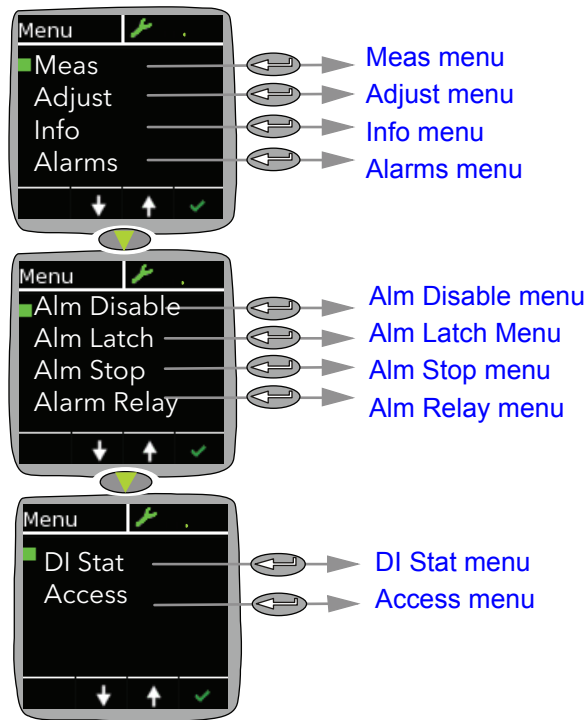 Menu
Meas
Meas menu
Adjust
Adjust menu
Info
Info menu
Alarms
Alarms menu
Menu
Alm Disable
Alm Disable menu
Alm Latch
Alm Latch Menu
Alm Stop
Alm Stop menu
Alarm Relay
Alm Relay menu
Menu
DI Stat
DI Stat menu
Access
Access menu